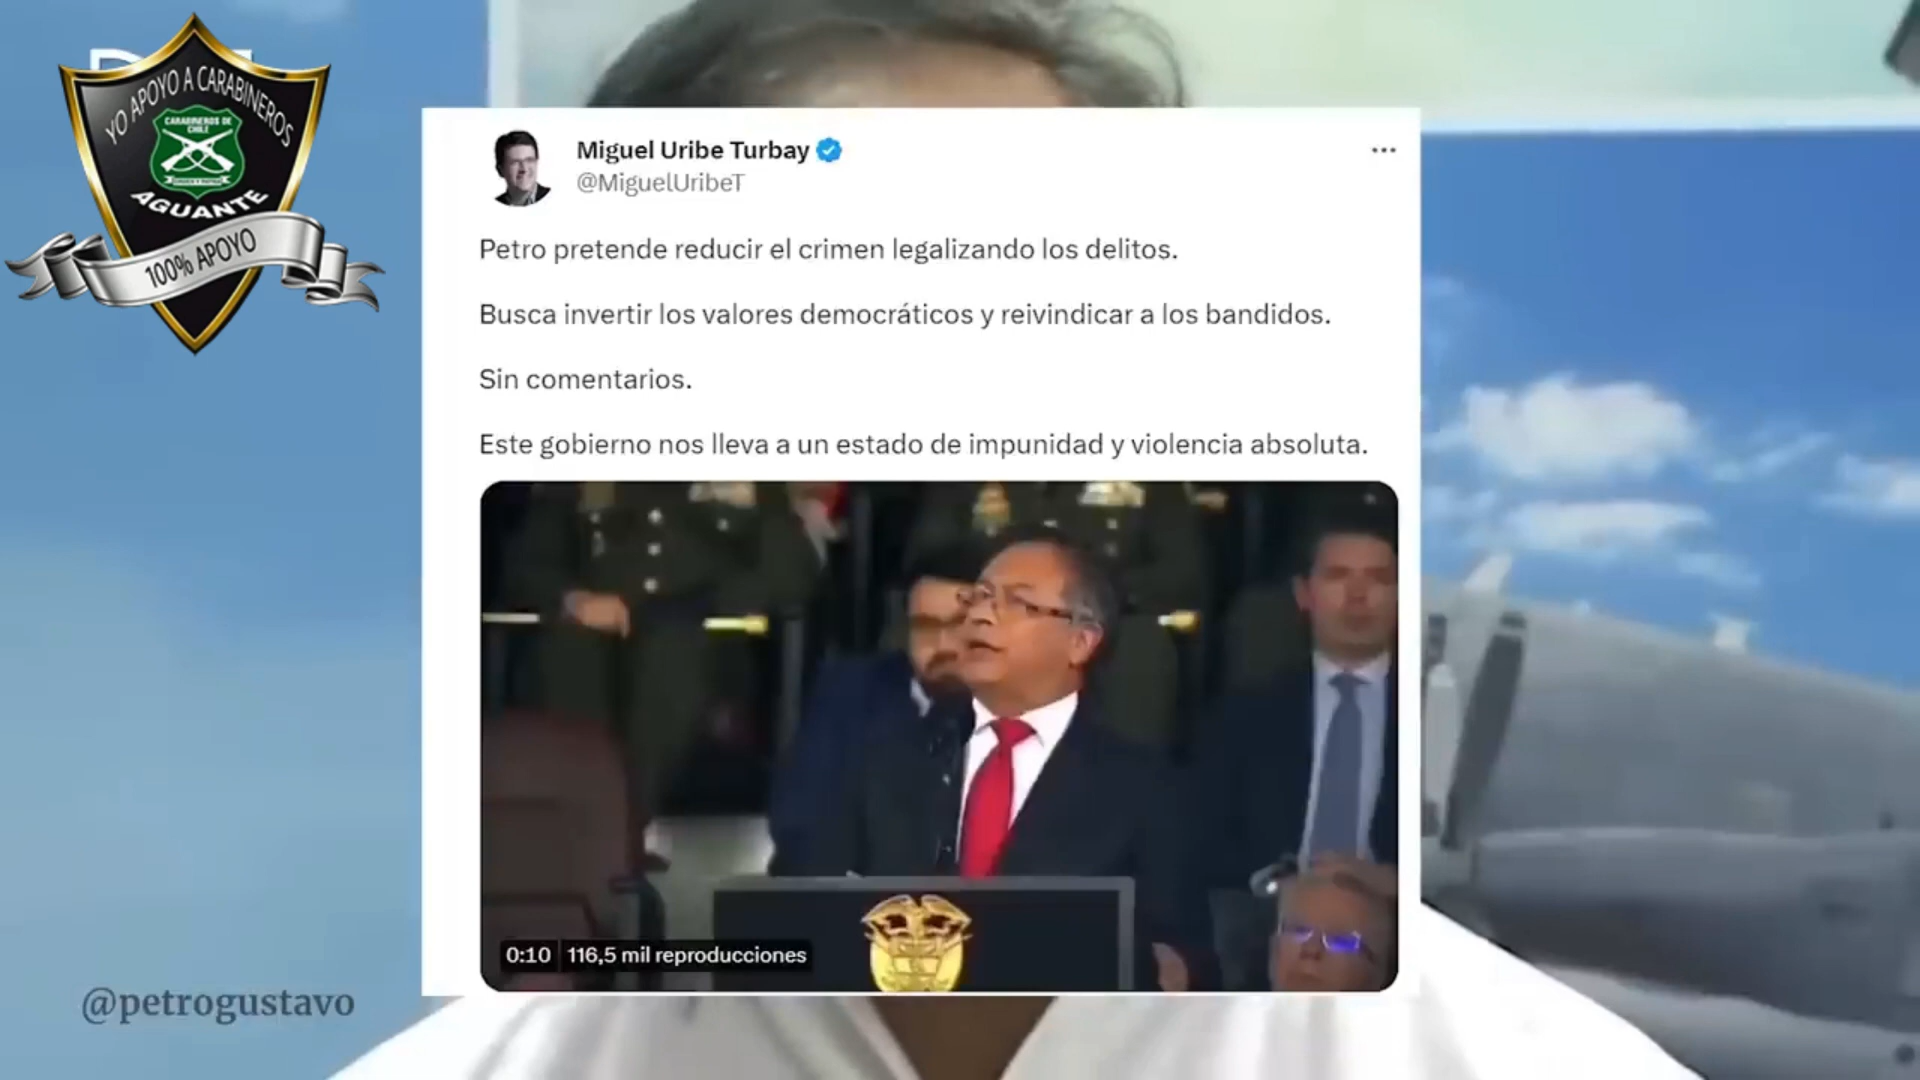 YO APOYO A CARABINEROS
CARABINEROS DE
CHILE
AGUANTE
100% APOYO
Miguel Uribe Turbay
@MiguelUribeT
Petro pretende reducir el crimen legalizando los delitos.
Busca invertir los valores democráticos y reivindicar a los bandidos.
Sin comentarios.
Este gobierno nos lleva a un estado de impunidad y violencia absoluta.
0:10 116,5 mil reproducciones
@petrogustavo